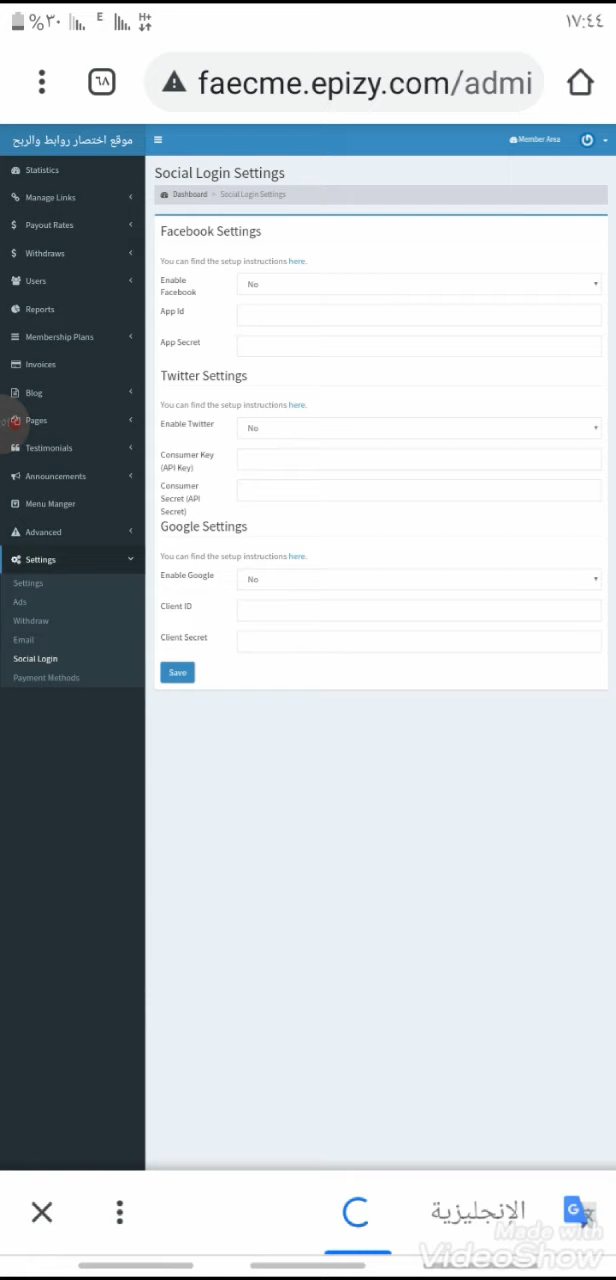 %٣٠ E H+ ١٧:٤٤
٦٨ faecme.epizy.com/admi
موقع اختصار روابط والربح
Member Area
Statistics
Manage Links
Payout Rates
Withdraws
Users
Reports
Membership Plans
Invoices
Blog
Pages
Testimonials
Announcements
Menu Manger
Advanced
Settings
Settings
Ads
Withdraw
Email
Social Login
Payment Methods
Social Login Settings
Dashboard > Social Login Settings
Facebook Settings
You can find the setup instructions here.
Enable
Facebook
No
App Id
App Secret
Twitter Settings
You can find the setup instructions here.
Enable Twitter
No
Consumer Key
(API Key)
Consumer
Secret (API
Secret)
Google Settings
You can find the setup instructions here.
Enable Google
No
Client ID
Client Secret
Save
الإنجليزية
Made with
VideoShow